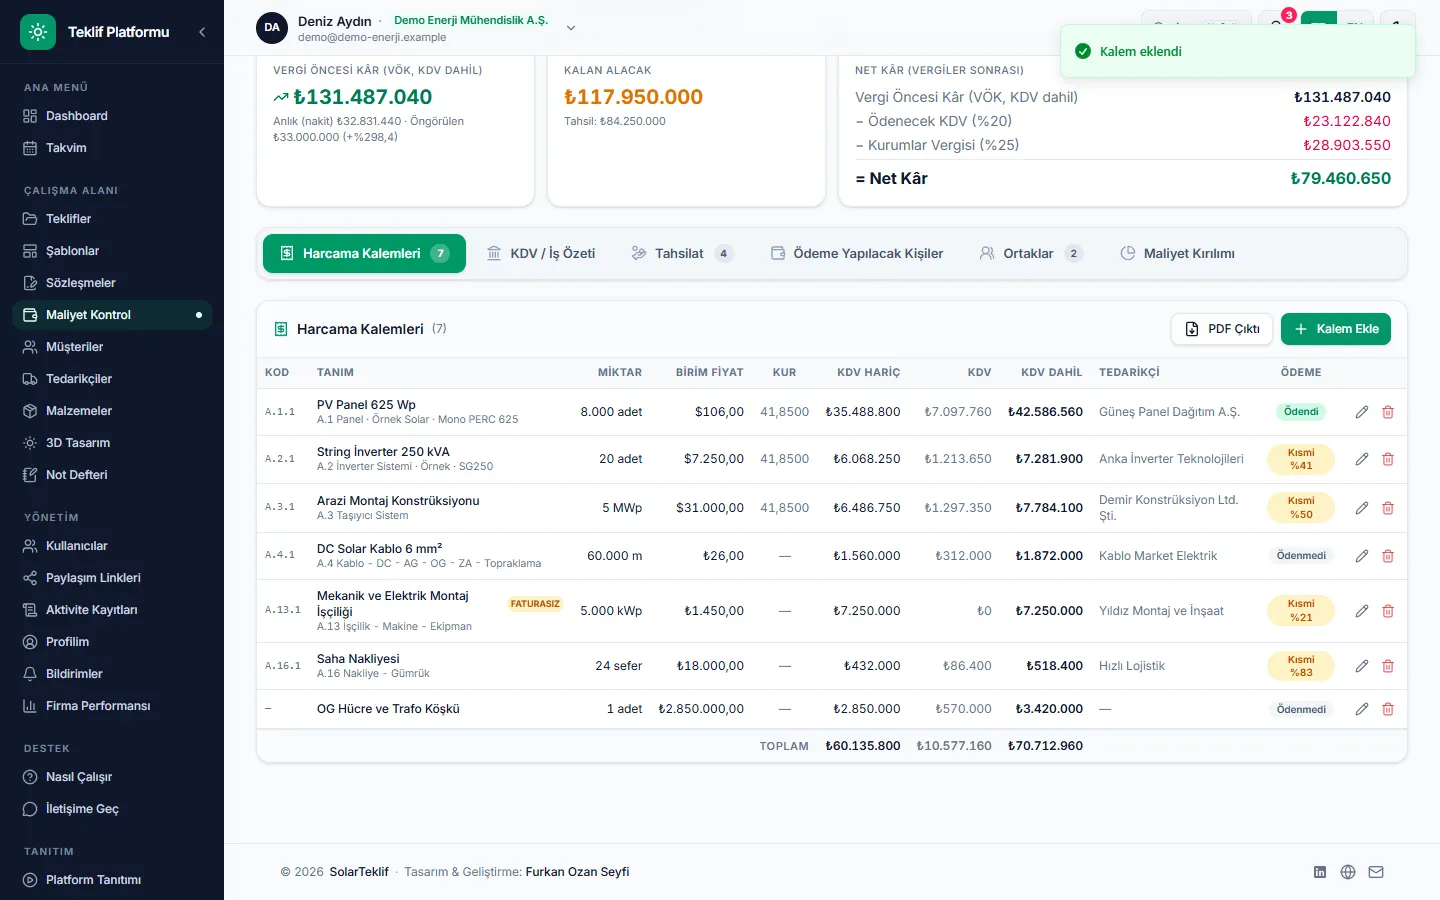 Teklif Platformu
ANA MENÜ
Dashboard
Takvim
ÇALIŞMA ALANI
Teklifler
Şablonlar
Sözleşmeler
Maliyet Kontrol
Müşteriler
Tedarikçiler
Malzemeler
3D Tasarım
Not Defteri
YÖNETİM
Kullanıcılar
Paylaşım Linkleri
Aktivite Kayıtları
Profilim
Bildirimler
Firma Performansı
DESTEK
Nasıl Çalışır
İletişime Geç
TANITIM
Platform Tanıtımı
DA
Deniz Aydın · Demo Enerji Mühendislik A.Ş.
demo@demo-enerji.example
3
Kalem eklendi
VERGİ ÖNCESİ KÂR (VÖK, KDV DAHİL)
₺131.487.040
Anlık (nakit) ₺32.831.440 · Öngörülen
₺33.000.000 (+%298,4)
KALAN ALACAK
₺117.950.000
Tahsil: ₺84.250.000
NET KÂR (VERGİLER SONRASI)
Vergi Öncesi Kâr (VÖK, KDV dahil) ₺131.487.040
− Ödenecek KDV (%20) ₺23.122.840
− Kurumlar Vergisi (%25) ₺28.903.550
= Net Kâr ₺79.460.650
Harcama Kalemleri 7
KDV / İş Özeti
Tahsilat 4
Ödeme Yapılacak Kişiler
Ortaklar 2
Maliyet Kırılımı
Harcama Kalemleri (7)
PDF Çıktı
Kalem Ekle
KOD TANIM MİKTAR BİRİM FİYAT KUR KDV HARİÇ KDV KDV DAHİL TEDARİKÇİ ÖDEME
A.1.1 PV Panel 625 Wp 8.000 adet $106,00 41,8500 ₺35.488.800 ₺7.097.760 ₺42.586.560 Güneş Panel Dağıtım A.Ş. Ödendi
A.1 Panel · Örnek Solar · Mono PERC 625
A.2.1 String İnverter 250 kVA 20 adet $7.250,00 41,8500 ₺6.068.250 ₺1.213.650 ₺7.281.900 Anka İnverter Teknolojileri Kısmi %41
A.2 İnverter Sistemi · Örnek · SG250
A.3.1 Arazi Montaj Konstrüksiyonu 5 MWp $31.000,00 41,8500 ₺6.486.750 ₺1.297.350 ₺7.784.100 Demir Konstrüksiyon Ltd. Şti. Kısmi %50
A.3 Taşıyıcı Sistem
A.4.1 DC Solar Kablo 6 mm² 60.000 m ₺26,00 — ₺1.560.000 ₺312.000 ₺1.872.000 Kablo Market Elektrik Ödenmedi
A.4 Kablo - DC - AG - OG - ZA - Topraklama
A.13.1 Mekanik ve Elektrik Montaj İşçiliği FATURASIZ 5.000 kWp ₺1.450,00 — ₺7.250.000 ₺0 ₺7.250.000 Yıldız Montaj ve İnşaat Kısmi %21
A.13 İşçilik - Makine - Ekipman
A.16.1 Saha Nakliyesi 24 sefer ₺18.000,00 — ₺432.000 ₺86.400 ₺518.400 Hızlı Lojistik Kısmi %83
A.16 Nakliye - Gümrük
– OG Hücre ve Trafo Köşkü 1 adet ₺2.850.000,00 — ₺2.850.000 ₺570.000 ₺3.420.000 — Ödenmedi
TOPLAM ₺60.135.800 ₺10.577.160 ₺70.712.960
© 2026 SolarTeklif · Tasarım & Geliştirme: Furkan Ozan Seyfi